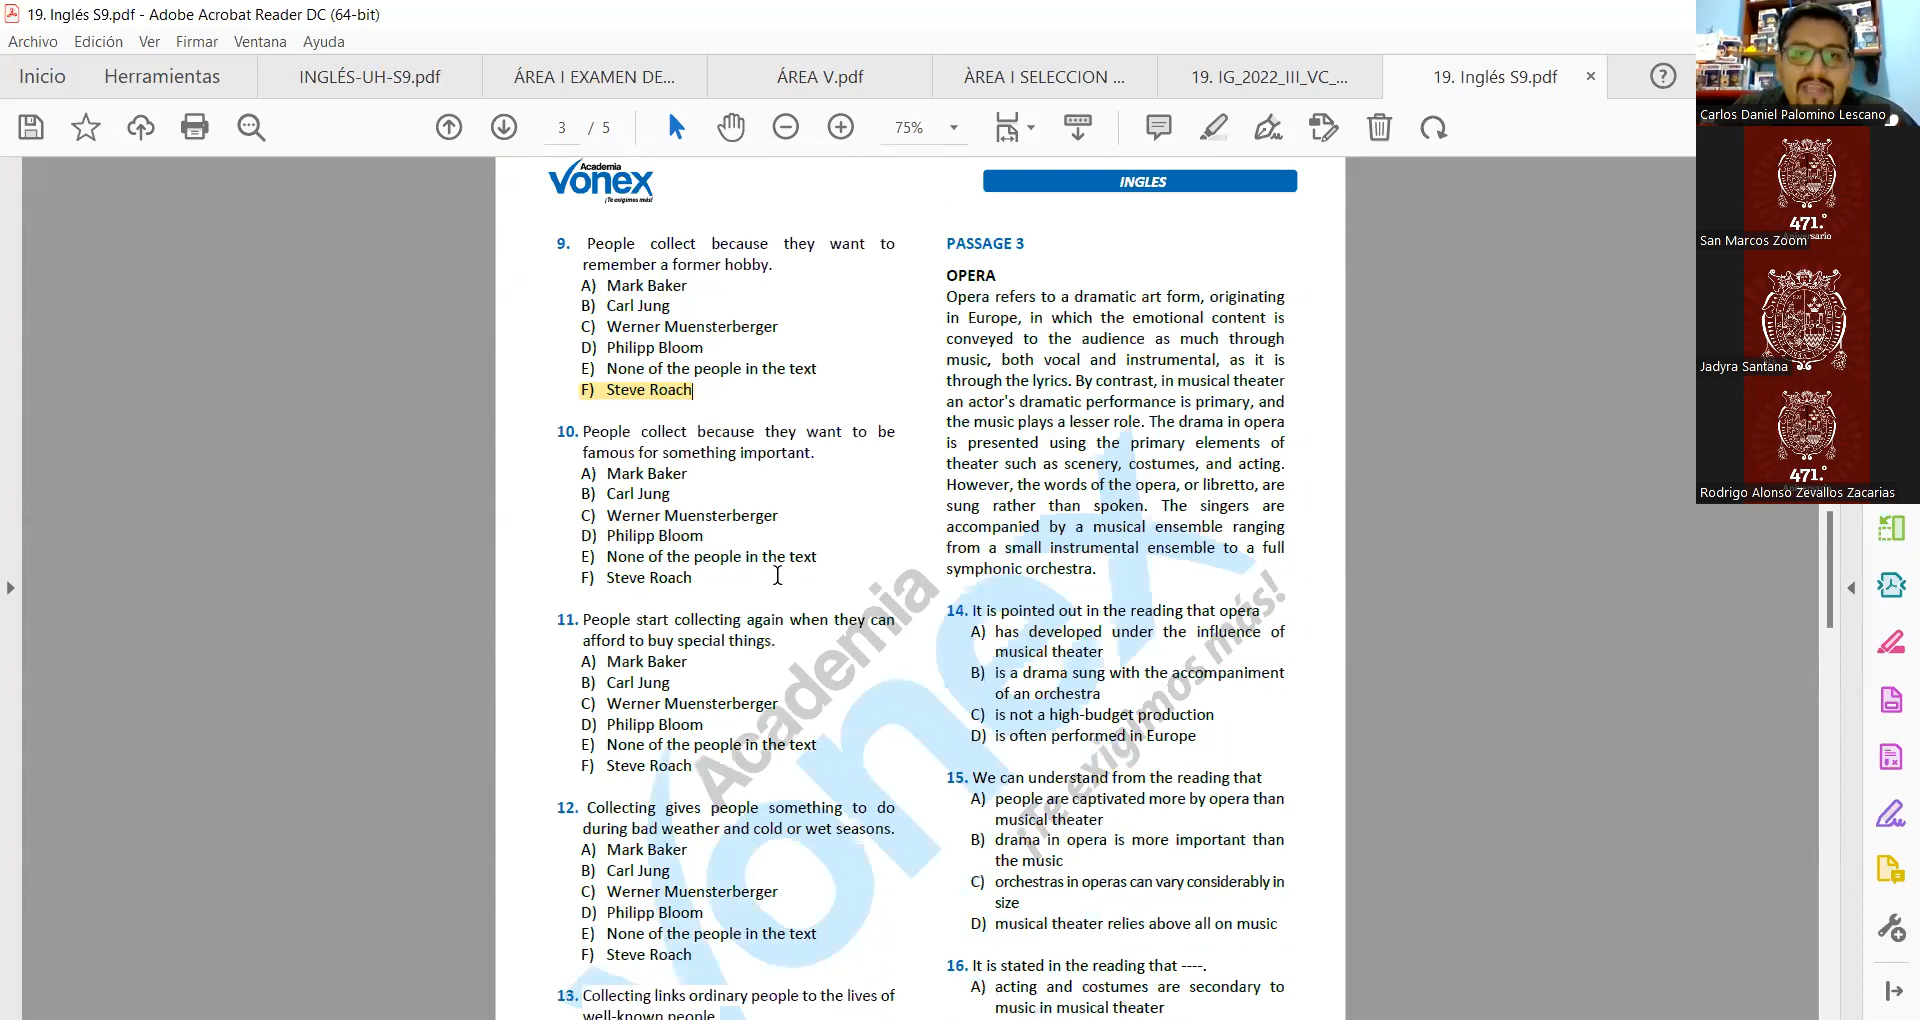 19. Inglés S9.pdf - Adobe Acrobat Reader DC (64-bit)
Archivo Edición Ver Firmar Ventana Ayuda
Inicio Herramientas INGLÉS-UH-S9.pdf ÁREA I EXAMEN DE... ÁREA V.pdf ÀREA I SELECCION ... 19. IG_2022_III_VC_... 19. Inglés S9.pdf
3 / 5 75%
Academia
Vonex
¡Te exigimos más!
INGLES
9. People collect because they want to
remember a former hobby.
A) Mark Baker
B) Carl Jung
C) Werner Muensterberger
D) Philipp Bloom
E) None of the people in the text
F) Steve Roach
10. People collect because they want to be
famous for something important.
A) Mark Baker
B) Carl Jung
C) Werner Muensterberger
D) Philipp Bloom
E) None of the people in the text
F) Steve Roach
11. People start collecting again when they can
afford to buy special things.
A) Mark Baker
B) Carl Jung
C) Werner Muensterberger
D) Philipp Bloom
E) None of the people in the text
F) Steve Roach
12. Collecting gives people something to do
during bad weather and cold or wet seasons.
A) Mark Baker
B) Carl Jung
C) Werner Muensterberger
D) Philipp Bloom
E) None of the people in the text
F) Steve Roach
13. Collecting links ordinary people to the lives of
well-known people.
PASSAGE 3
OPERA
Opera refers to a dramatic art form, originating
in Europe, in which the emotional content is
conveyed to the audience as much through
music, both vocal and instrumental, as it is
through the lyrics. By contrast, in musical theater
an actor's dramatic performance is primary, and
the music plays a lesser role. The drama in opera
is presented using the primary elements of
theater such as scenery, costumes, and acting.
However, the words of the opera, or libretto, are
sung rather than spoken. The singers are
accompanied by a musical ensemble ranging
from a small instrumental ensemble to a full
symphonic orchestra.
14. It is pointed out in the reading that opera
A) has developed under the influence of
musical theater
B) is a drama sung with the accompaniment
of an orchestra
C) is not a high-budget production
D) is often performed in Europe
15. We can understand from the reading that
A) people are captivated more by opera than
musical theater
B) drama in opera is more important than
the music
C) orchestras in operas can vary considerably in
size
D) musical theater relies above all on music
16. It is stated in the reading that ----.
A) acting and costumes are secondary to
music in musical theater
Academia
Vonex
¡Te exigimos más!
Carlos Daniel Palomino Lescano
471.°
Aniversario
San Marcos Zoom
Jadyra Santana
471.°
Rodrigo Alonso Zevallos Zacarias